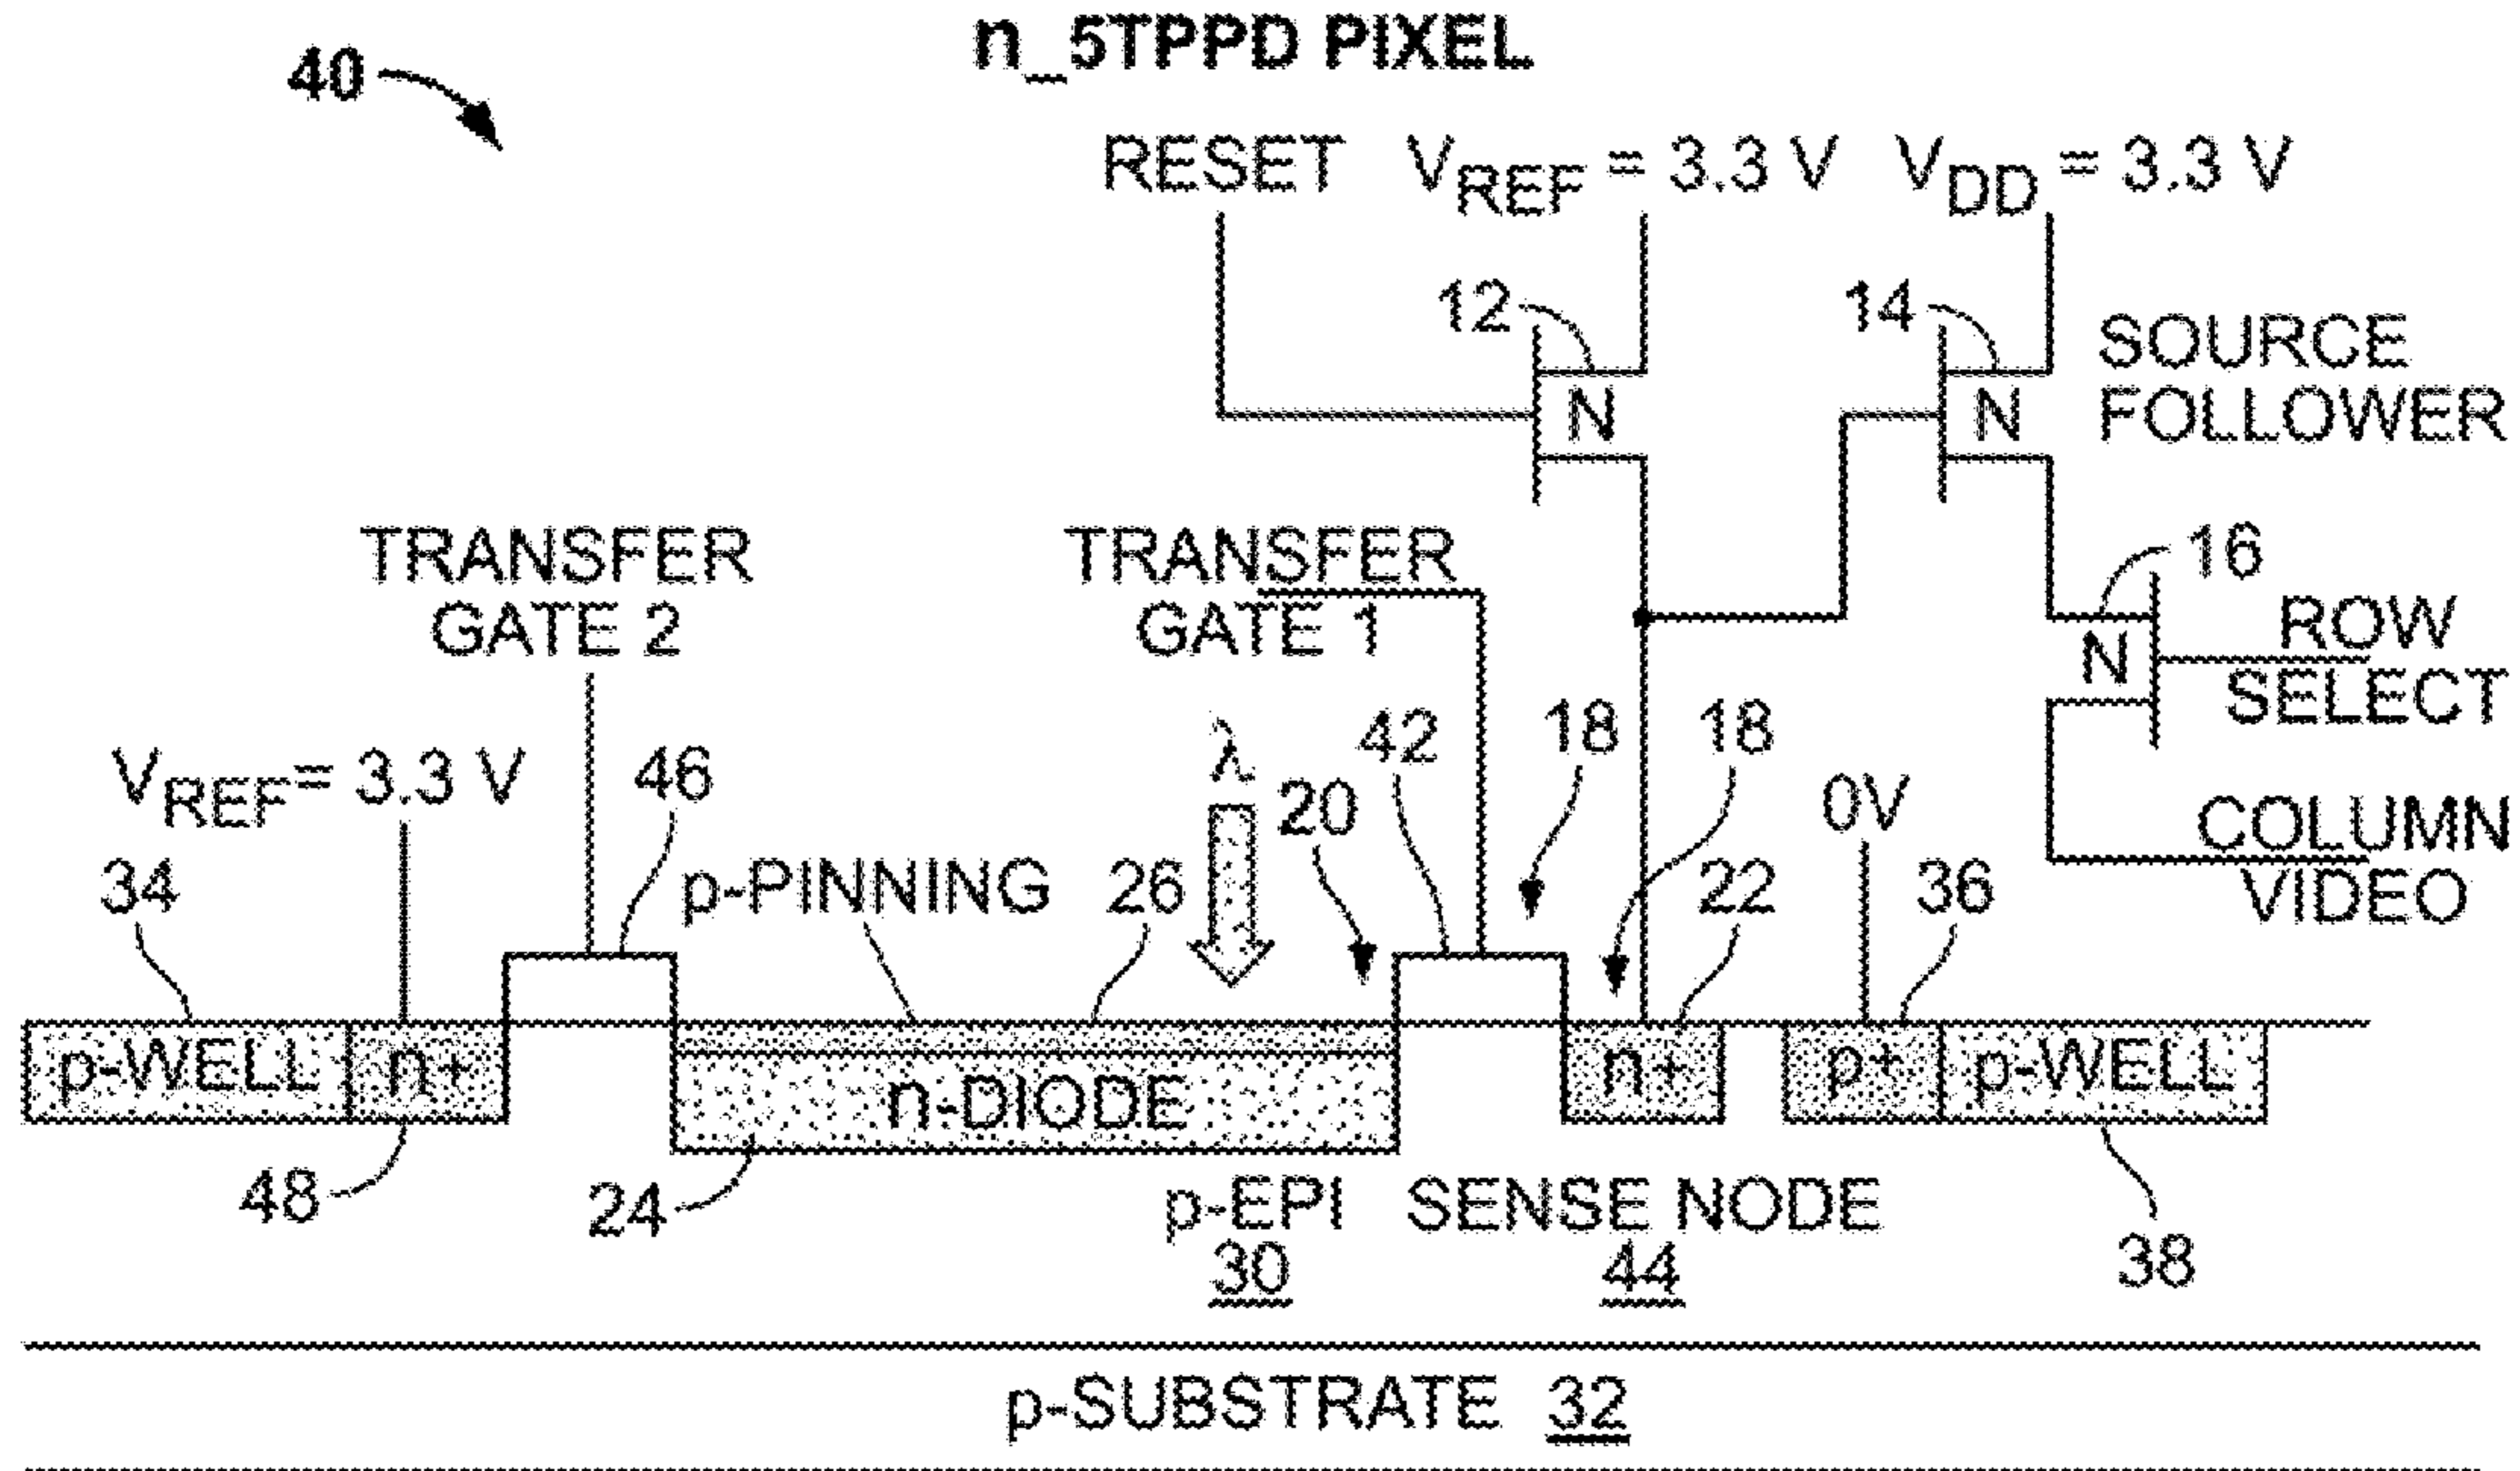 n_5TPPD PIXEL
40
RESET VREF = 3.3 V VDD = 3.3 V
12
14
SOURCE
FOLLOWER
N
N
TRANSFER
GATE 2
TRANSFER
GATE 1
16
N
ROW
SELECT
VREF= 3.3 V
46
λ
42
18
18
20
0V
COLUMN
VIDEO
34
p-PINNING
26
22
36
p-WELL
n+
n-DIODE
n+
p+
p-WELL
48
24
p-EPI
30
SENSE NODE
44
38
p-SUBSTRATE 32